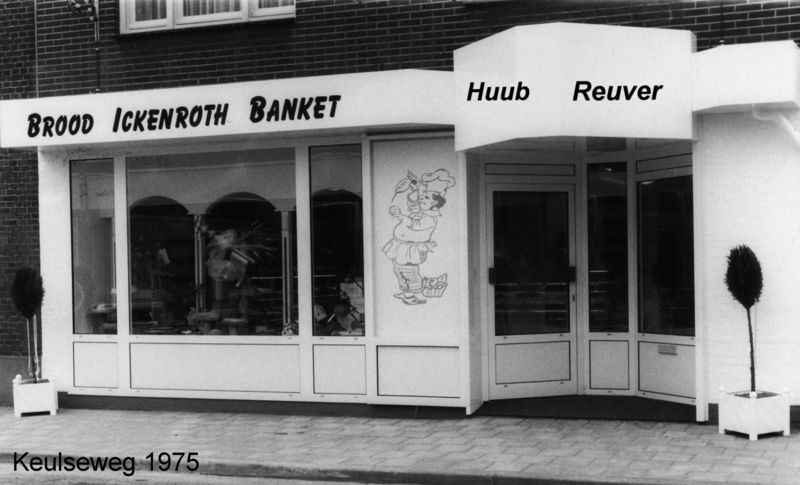 Brood Ickenroth Banket
Huub Reuver
Keulseweg 1975